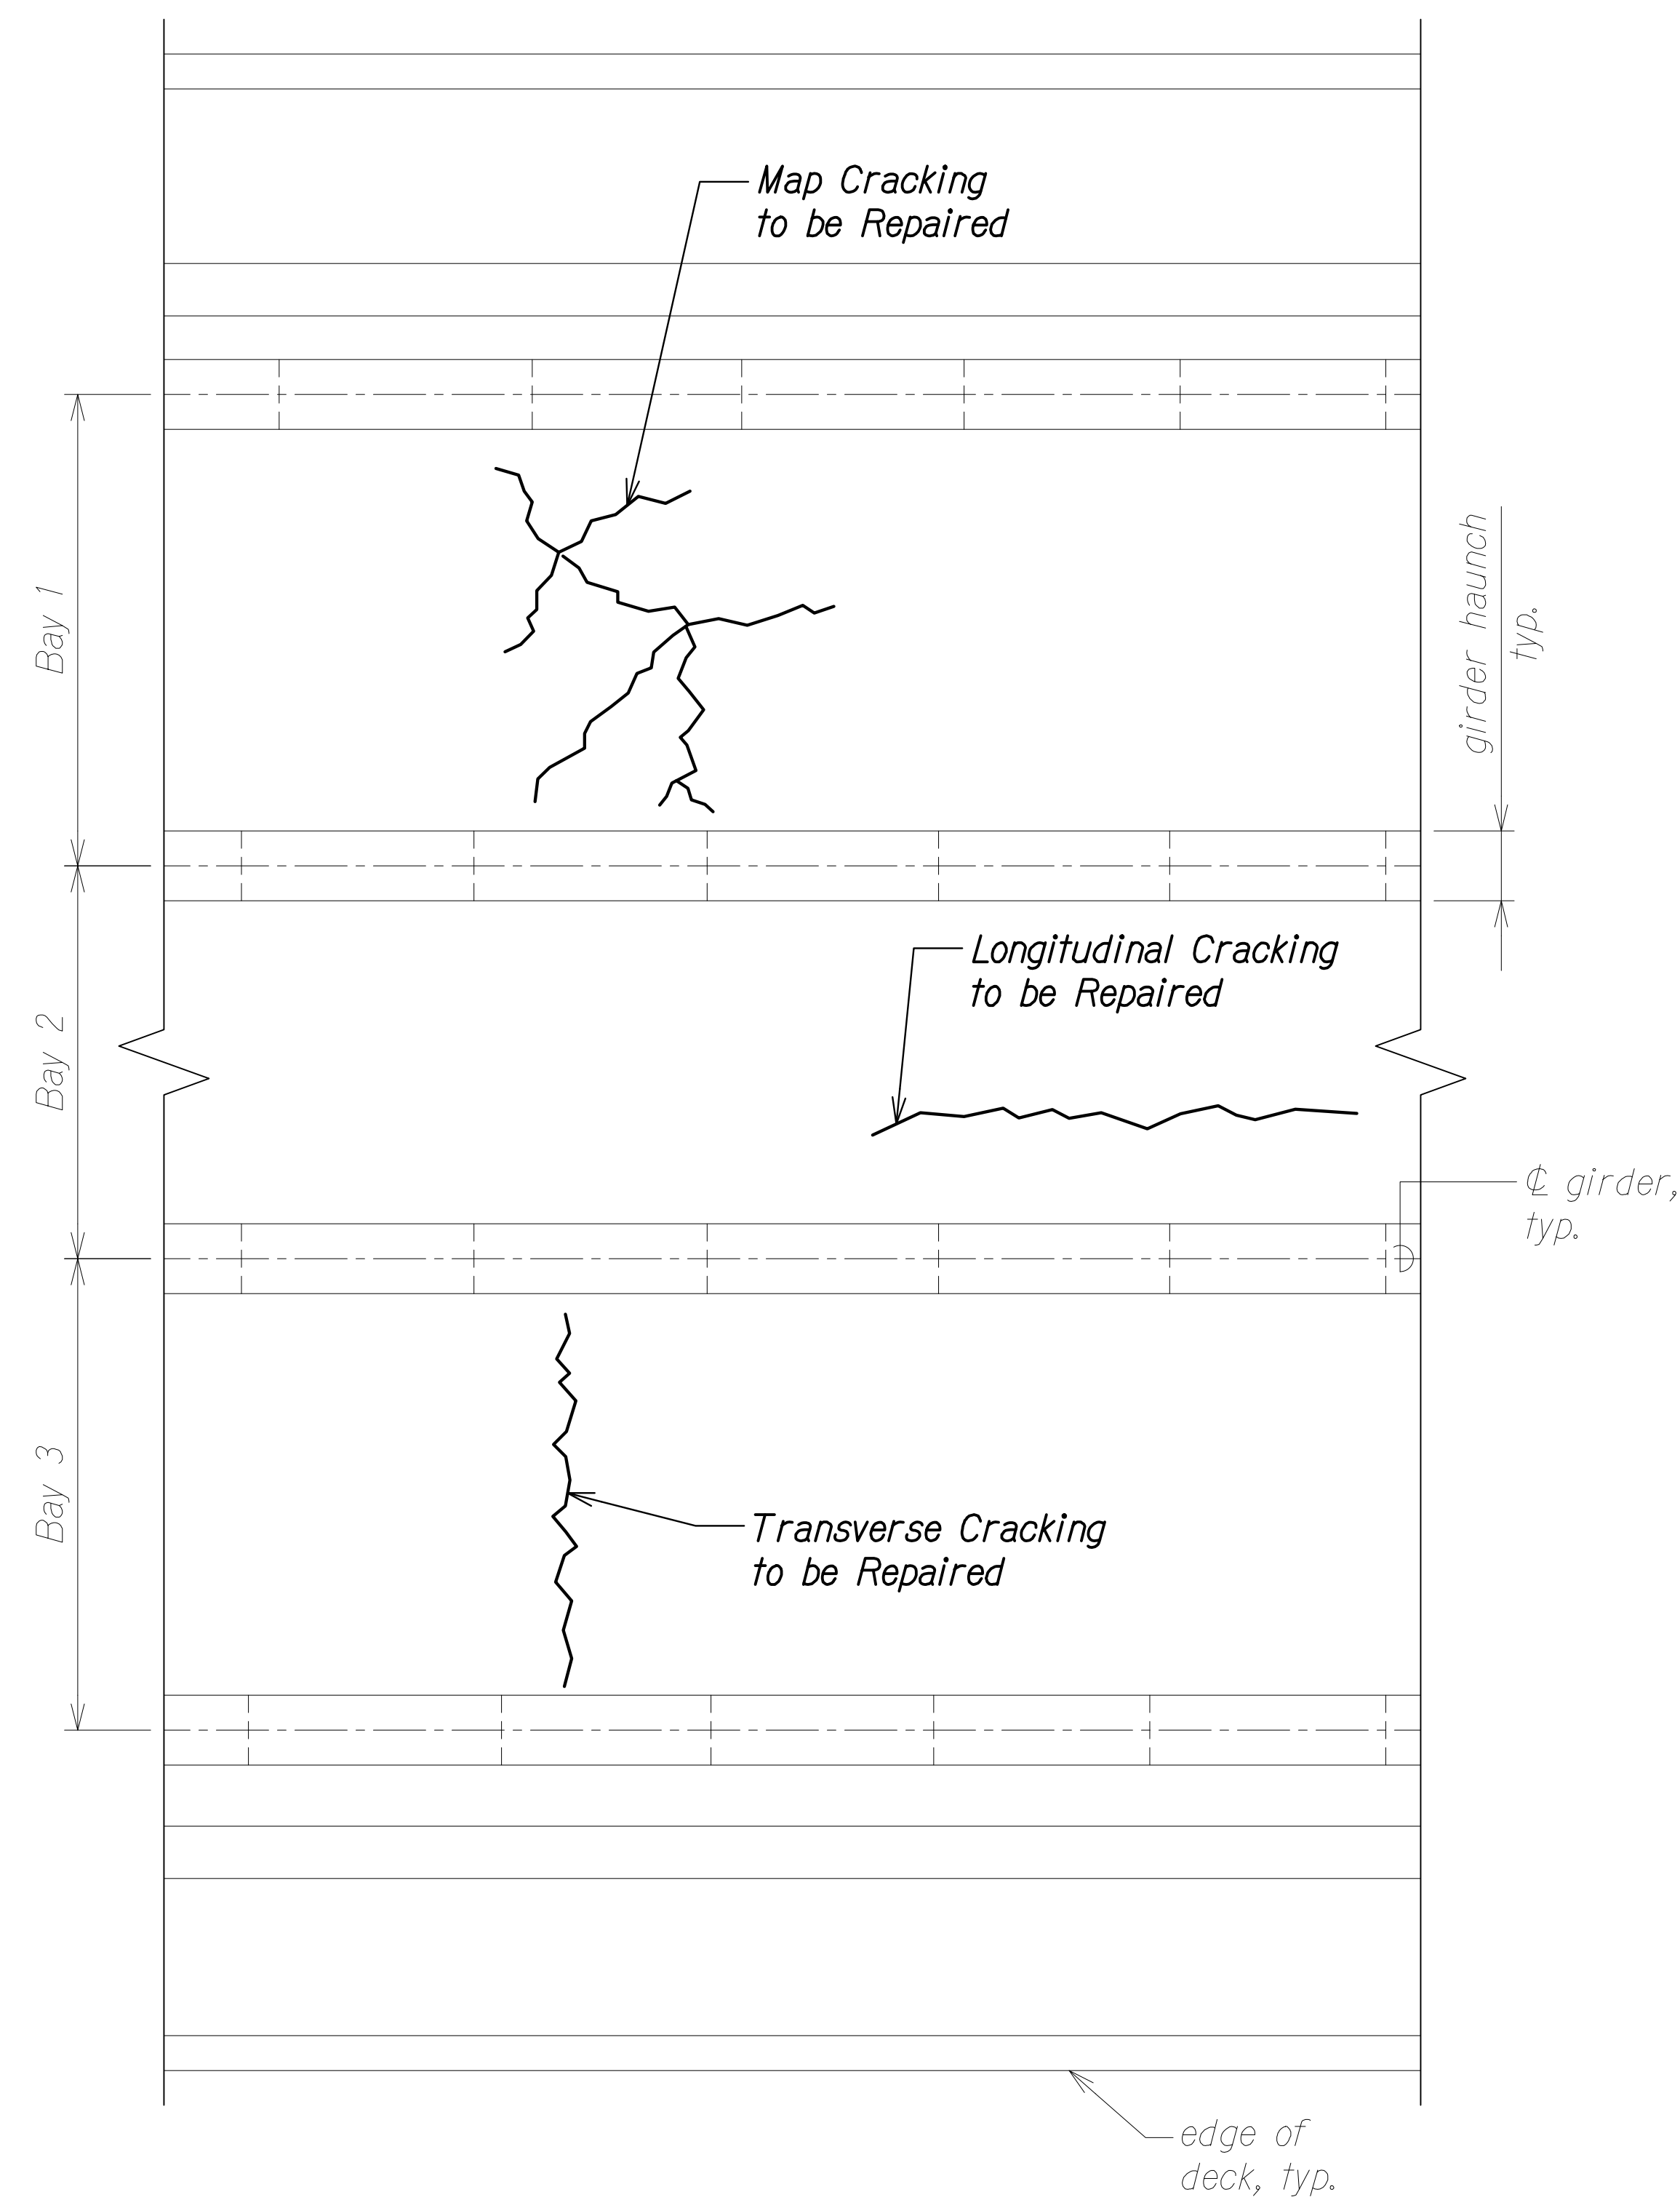 Map Cracking
to be Repaired
Bay 1
girder haunch
typ.
Longitudinal Cracking
to be Repaired
Bay 2
℄ girder,
typ.
Bay 3
Transverse Cracking
to be Repaired
edge of
deck, typ.